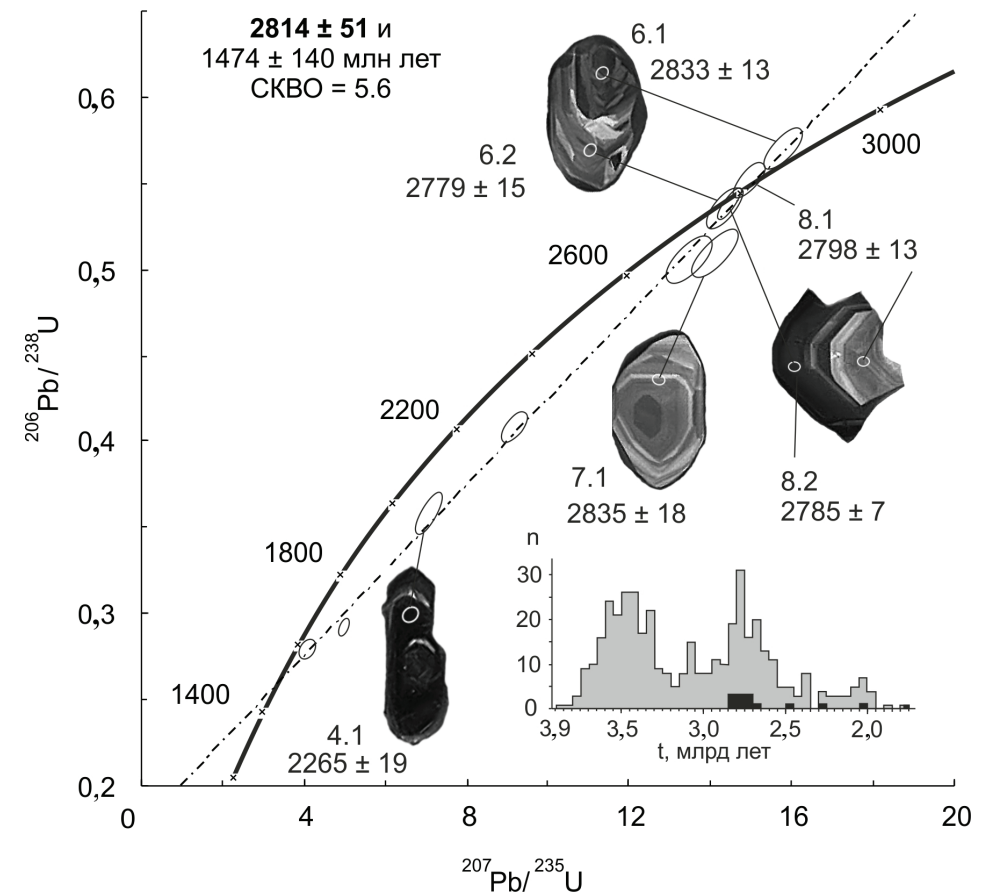 2814 ± 51 и
1474 ± 140 млн лет
СКВО = 5.6
6.1
2833 ± 13
6.2
2779 ± 15
3000
8.1
2798 ± 13
2600
2200
7.1
2835 ± 18
8.2
2785 ± 7
1800
1400
4.1
2265 ± 19
0,6
0,5
0,4
0,3
0,2
206Pb/ 238U
0 4 8 12 16 20
207Pb/ 235U
n
30
20
10
0
3,9 3,5 3,0 2,5 2,0
t, млрд лет